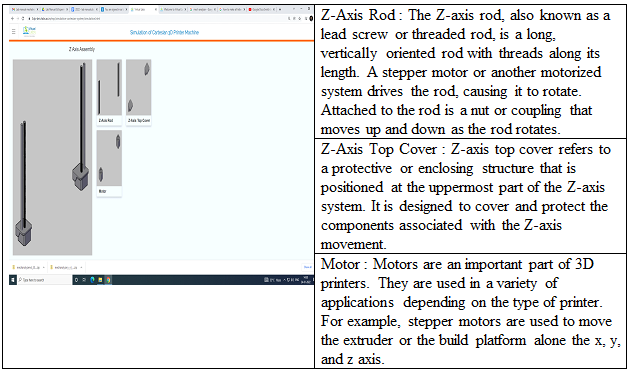 Simulation of Cartesian 3D Printer Machine
Z Axis Assembly
Z Axis Rod
Z Axis Top Cover
Motor
Type here to search
Z-Axis Rod : The Z-axis rod, also known as a
lead screw or threaded rod, is a long,
vertically oriented rod with threads along its
length. A stepper motor or another motorized
system drives the rod, causing it to rotate.
Attached to the rod is a nut or coupling that
moves up and down as the rod rotates.
Z-Axis Top Cover : Z-axis top cover refers to
a protective or enclosing structure that is
positioned at the uppermost part of the Z-axis
system. It is designed to cover and protect the
components associated with the Z-axis
movement.
Motor : Motors are an important part of 3D
printers. They are used in a variety of
applications depending on the type of printer.
For example, stepper motors are used to move
the extruder or the build platform alone the x, y,
and z axis.